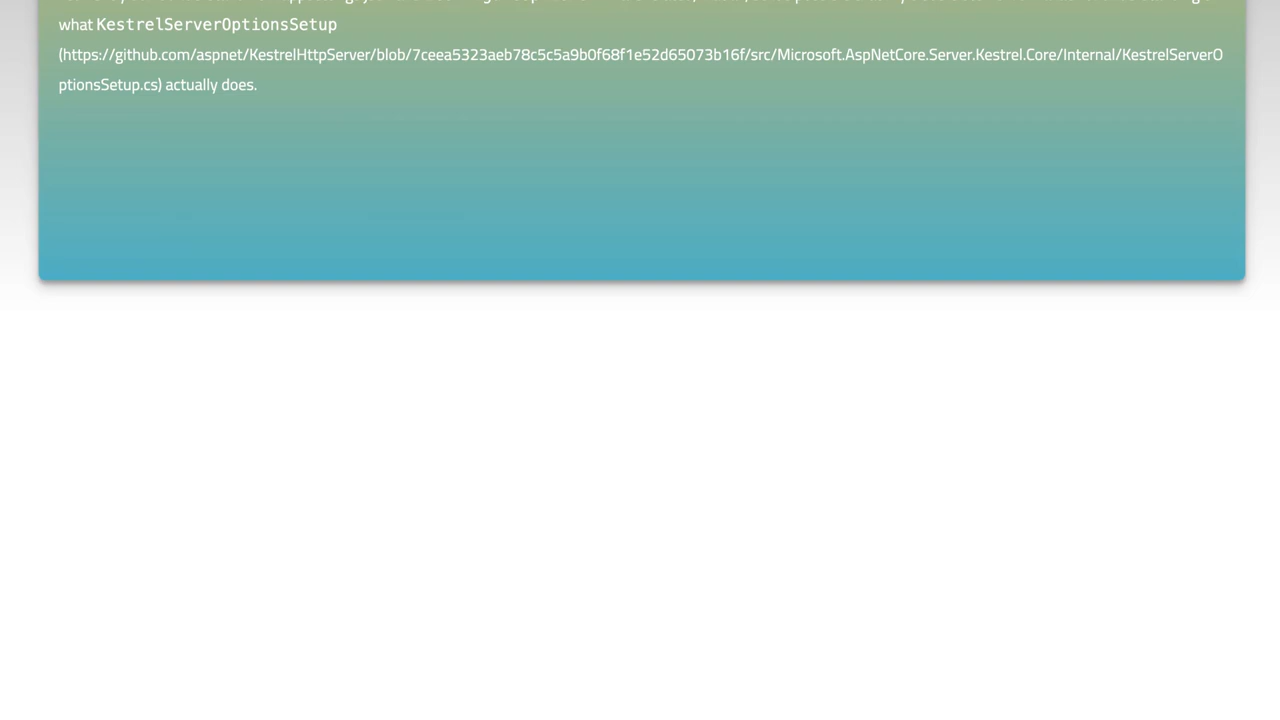 what KestrelServerOptionsSetup
(https://github.com/aspnet/KestrelHttpServer/blob/7ceea5323aeb78c5c5a9b0f68f1e52d65073b16f/src/Microsoft.AspNetCore.Server.Kestrel.Core/Internal/KestrelServerO
ptionsSetup.cs) actually does.